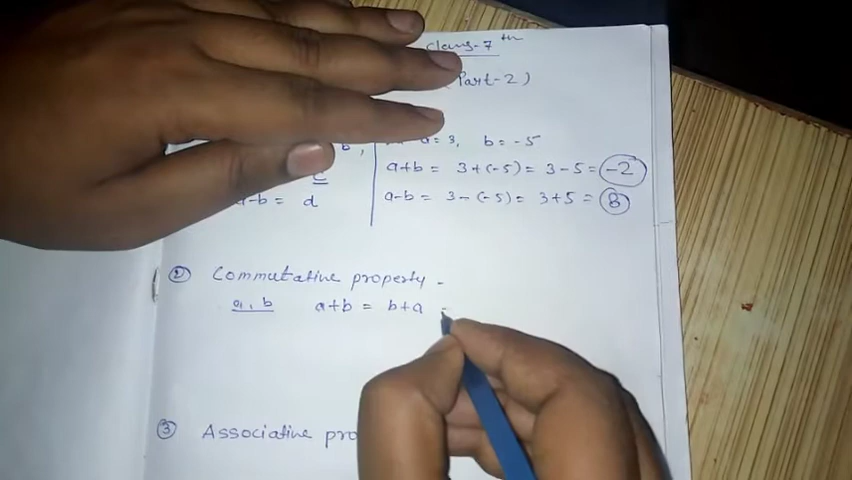 Class-7th
Part-2)
b, a = 3, b = -5
a+b = 3+(-5) = 3-5 = -2
c
a-b = d a-b = 3-(-5) = 3+5 = 8
② Commutative property -
a, b a+b = b+a
③ Associative pro